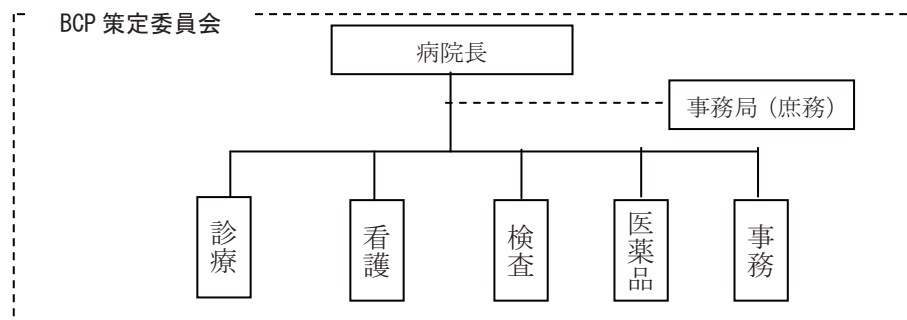 BCP 策定委員会
病院長
事務局（庶務）
診療
看護
検査
医薬品
事務